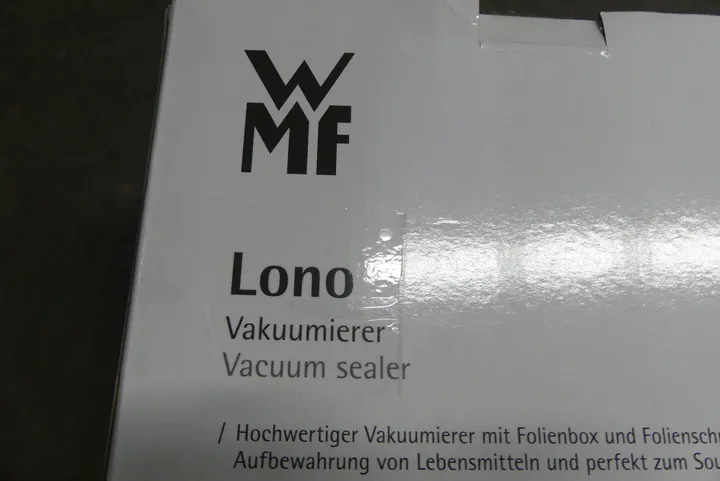 WMF
Lono
Vakuumierer
Vacuum sealer
/ Hochwertiger Vakuumierer mit Folienbox und
Aufbewahrung von Lebensmitteln und perfekt zum